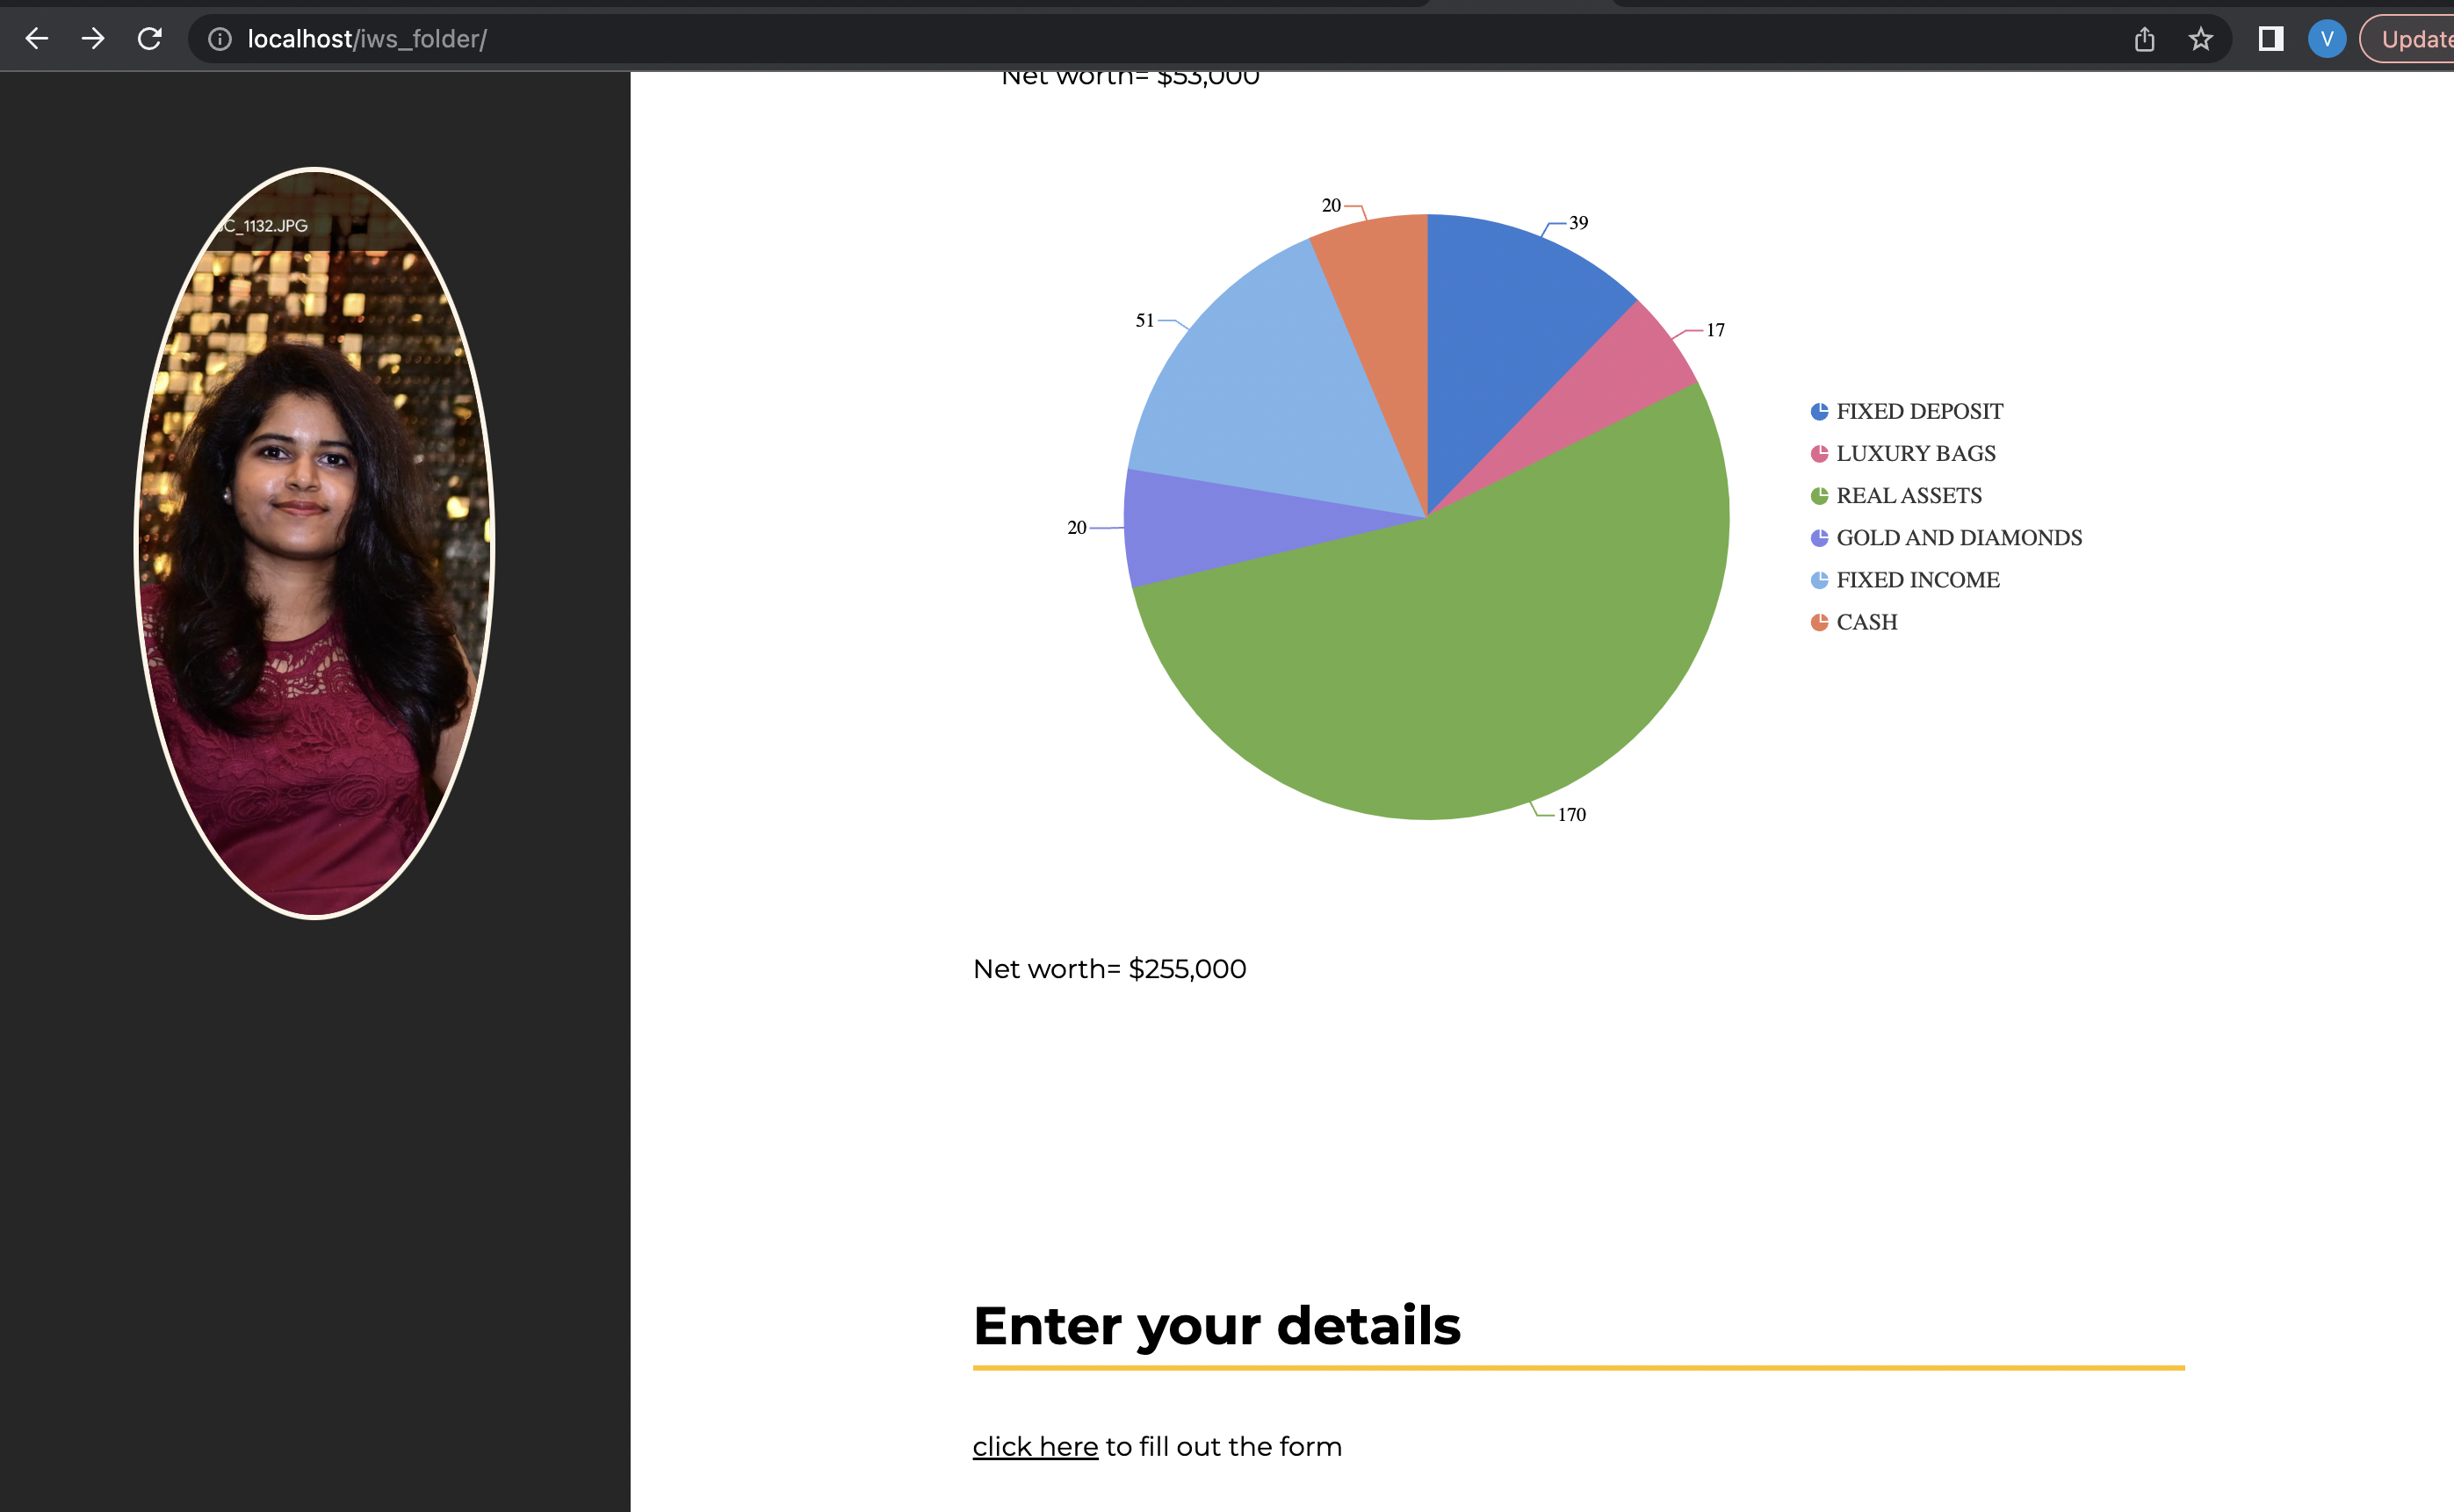 localhost/iws_folder/
V
Update
Net worth= $53,000
C_1132.JPG
20
39
51
17
20
170
FIXED DEPOSIT
LUXURY BAGS
REAL ASSETS
GOLD AND DIAMONDS
FIXED INCOME
CASH
Net worth= $255,000
Enter your details
click here to fill out the form